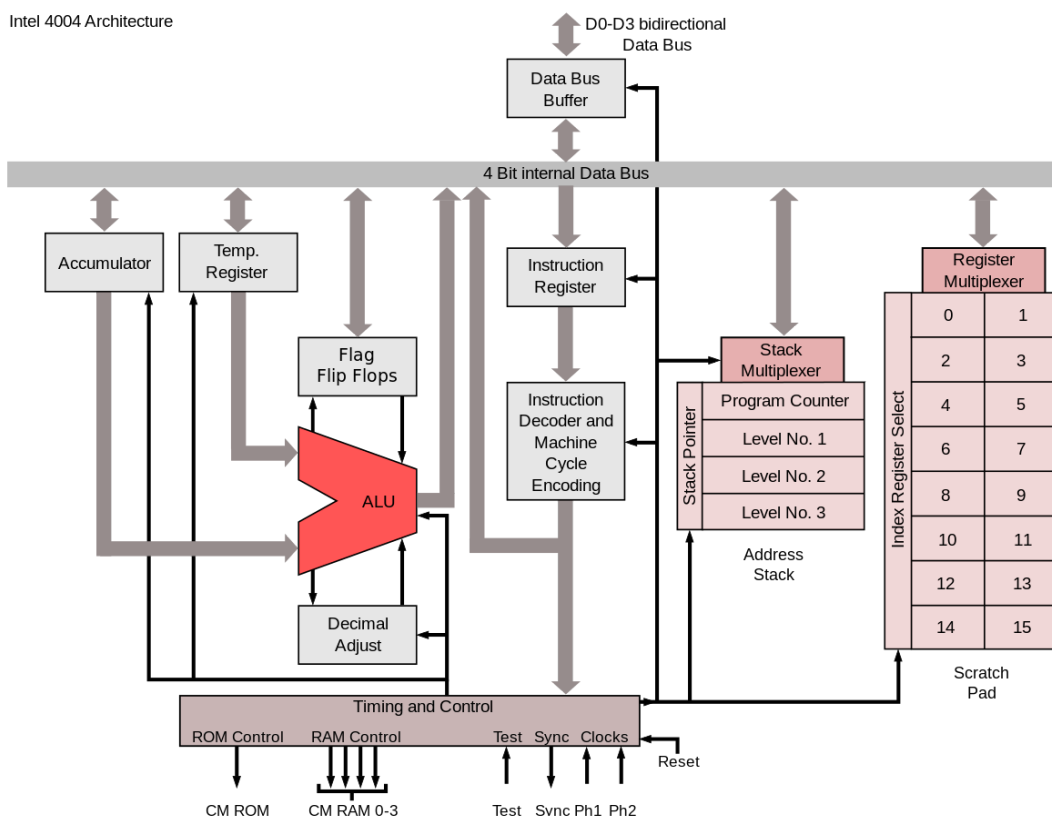 Intel 4004 Architecture
D0-D3 bidirectional
Data Bus
Data Bus
Buffer
4 Bit internal Data Bus
Accumulator
Temp.
Register
Instruction
Register
Register
Multiplexer
Flag
Flip Flops
Stack
Multiplexer
Instruction
Decoder and
Machine
Cycle
Encoding
Stack Pointer
Program Counter
Level No. 1
Level No. 2
Level No. 3
Address
Stack
Index Register Select
0 1
2 3
4 5
6 7
8 9
10 11
12 13
14 15
Scratch
Pad
ALU
Decimal
Adjust
Timing and Control
ROM Control RAM Control Test Sync Clocks
Reset
CM ROM CM RAM 0-3 Test Sync Ph1 Ph2